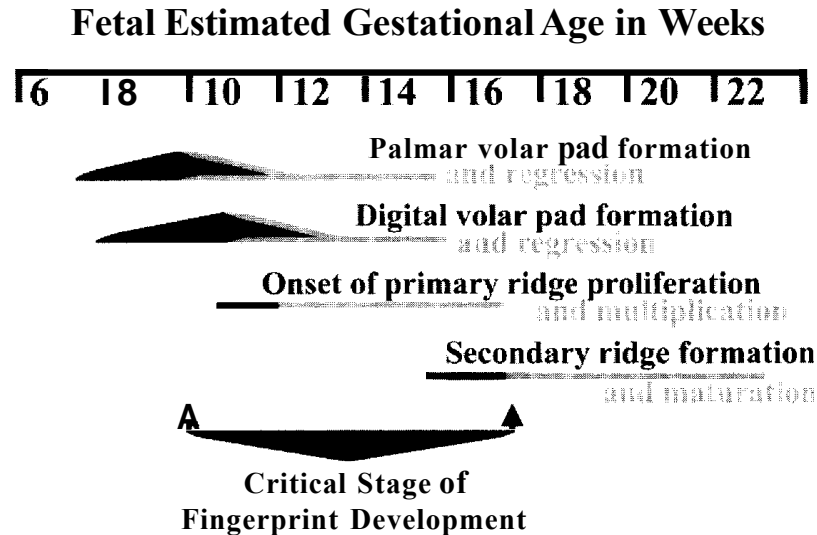 Fetal Estimated Gestational Age in Weeks
6 8 10 12 14 16 18 20 22
Palmar volar pad formation
and regression
Digital volar pad formation
and regression
Onset of primary ridge proliferation
and multiplication
Secondary ridge formation
and maturation
A
Critical Stage of
Fingerprint Development